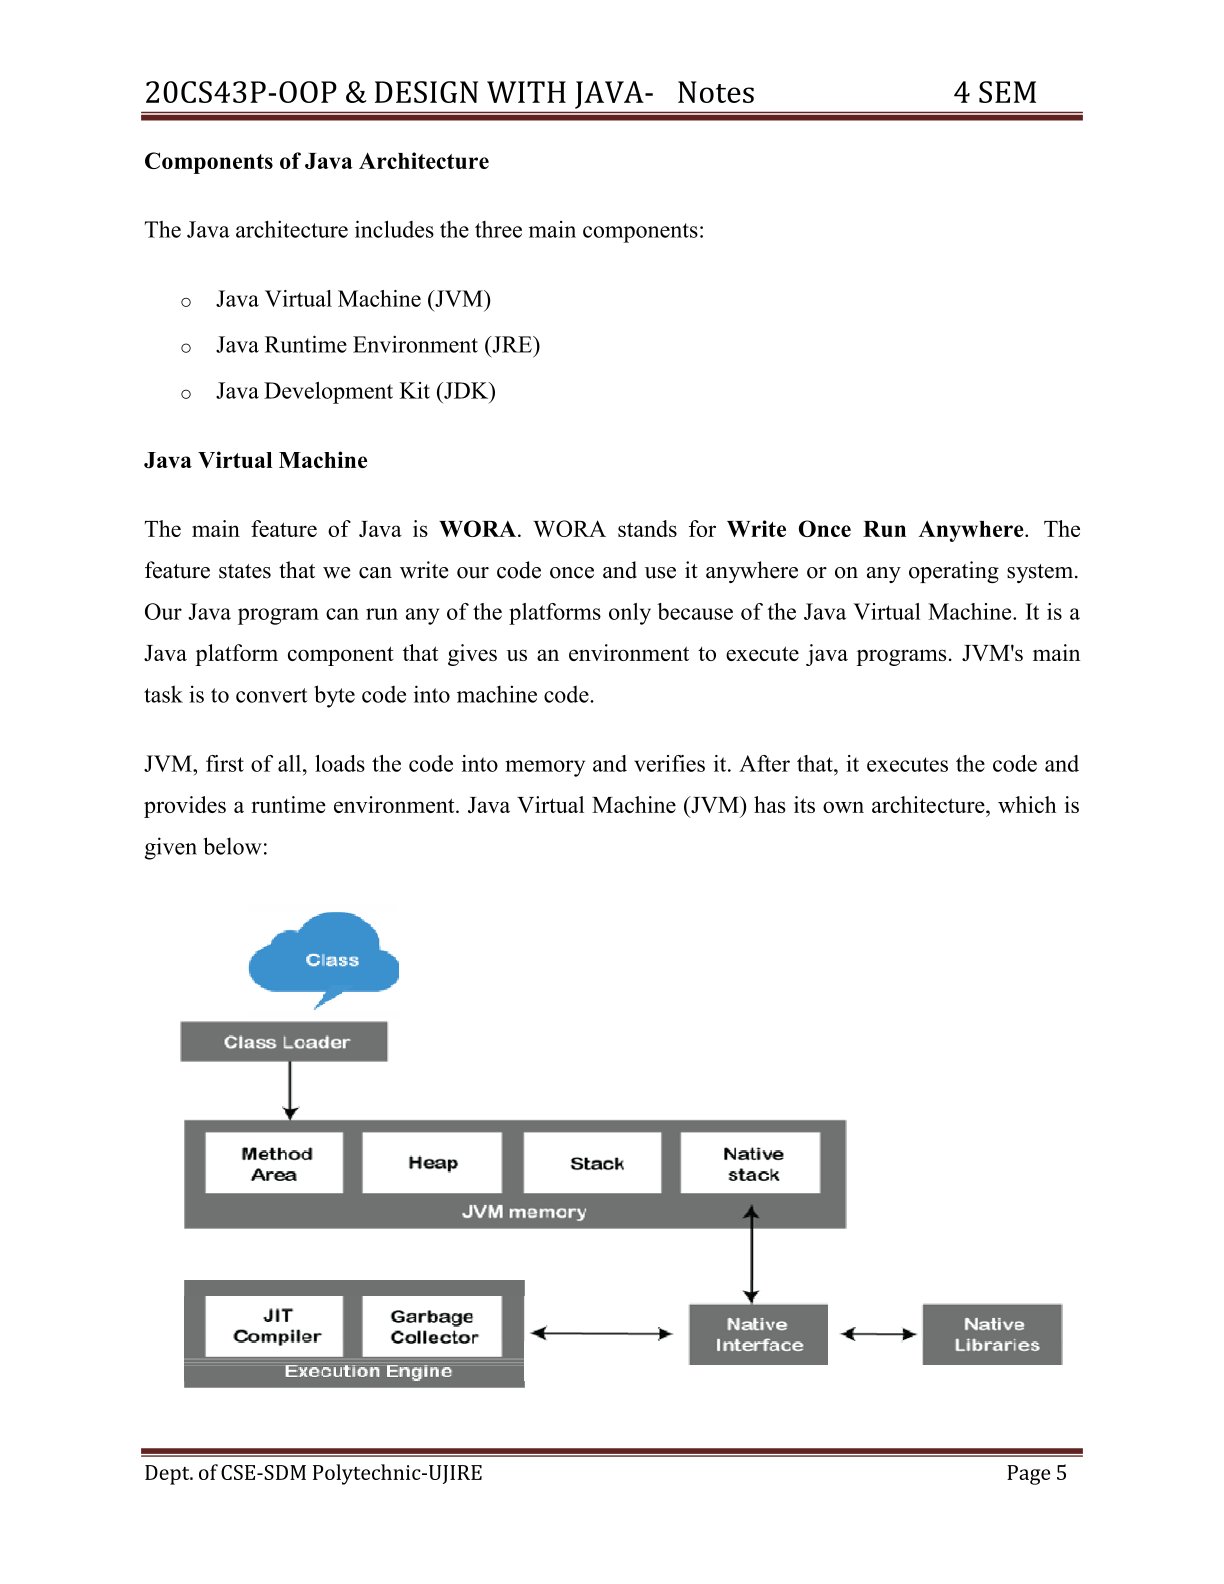 20CS43P-OOP & DESIGN WITH JAVA- Notes 4 SEM
Components of Java Architecture
The Java architecture includes the three main components:
o Java Virtual Machine (JVM)
o Java Runtime Environment (JRE)
o Java Development Kit (JDK)
Java Virtual Machine
The main feature of Java is WORA. WORA stands for Write Once Run Anywhere. The
feature states that we can write our code once and use it anywhere or on any operating system.
Our Java program can run any of the platforms only because of the Java Virtual Machine. It is a
Java platform component that gives us an environment to execute java programs. JVM's main
task is to convert byte code into machine code.
JVM, first of all, loads the code into memory and verifies it. After that, it executes the code and
provides a runtime environment. Java Virtual Machine (JVM) has its own architecture, which is
given below:
Class
Class Loader
Method
Area
Heap
Stack
Native
stack
JVM memory
JIT
Compiler
Garbage
Collector
Execution Engine
Native
Interface
Native
Libraries
Dept. of CSE-SDM Polytechnic-UJIRE Page 5